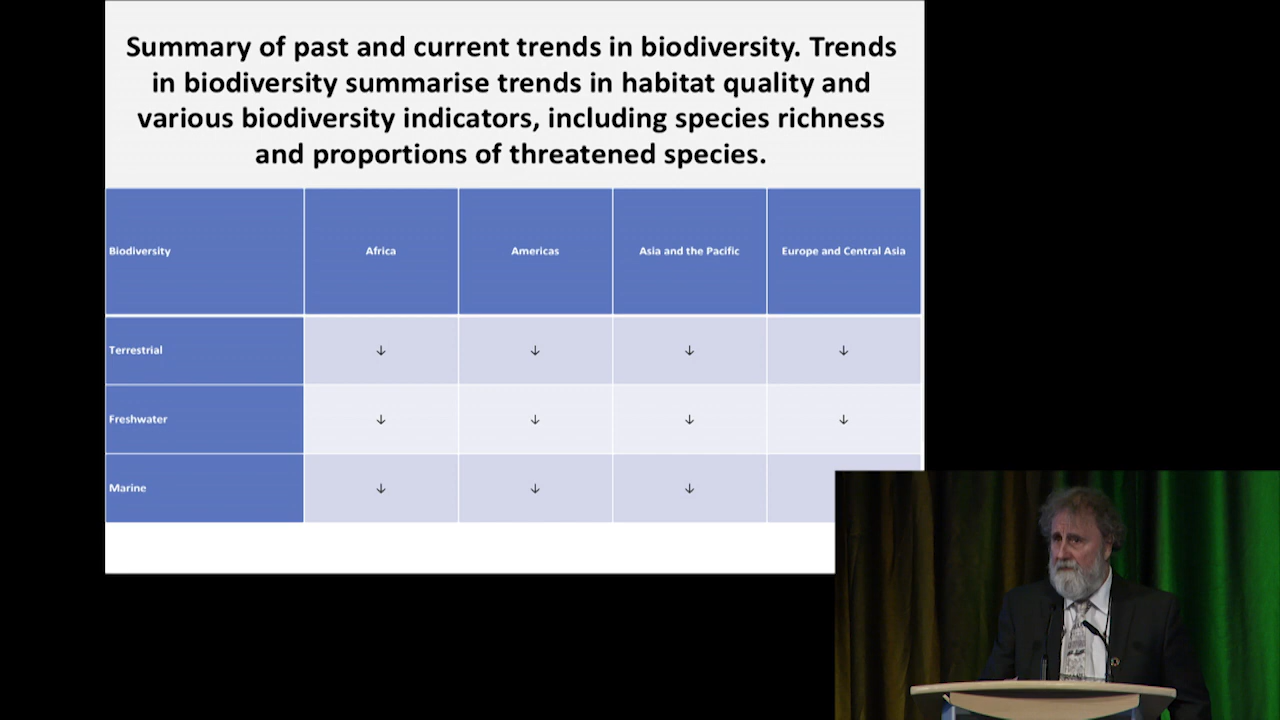 Summary of past and current trends in biodiversity. Trends
in biodiversity summarise trends in habitat quality and
various biodiversity indicators, including species richness
and proportions of threatened species.
Biodiversity Africa Americas Asia and the Pacific Europe and Central Asia
Terrestrial ↓ ↓ ↓ ↓
Freshwater ↓ ↓ ↓ ↓
Marine ↓ ↓ ↓